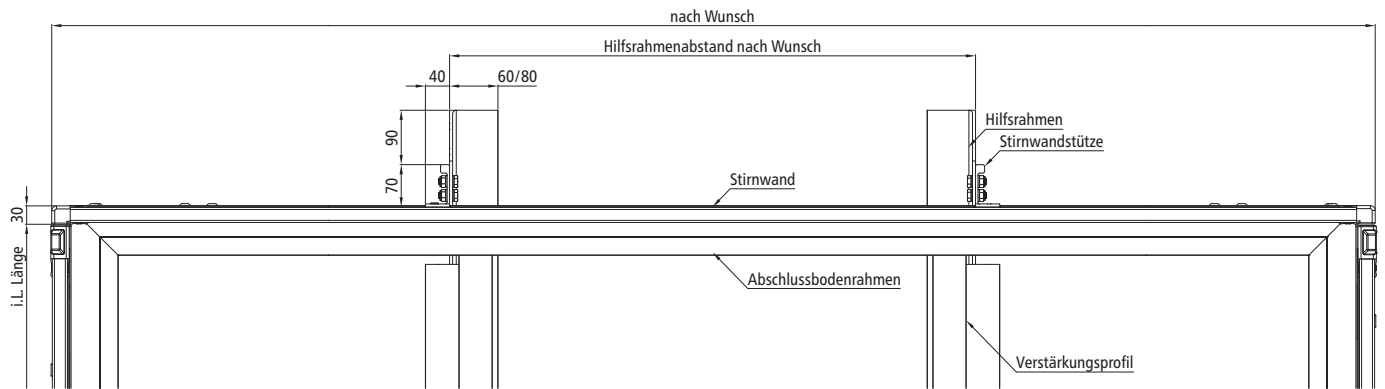 nach Wunsch
Hilfsrahmenabstand nach Wunsch
40
60/80
90
Hilfsrahmen
Stirnwandstütze
70
Stirnwand
30
i.L. Länge
Abschlussbodenrahmen
Verstärkungsprofil